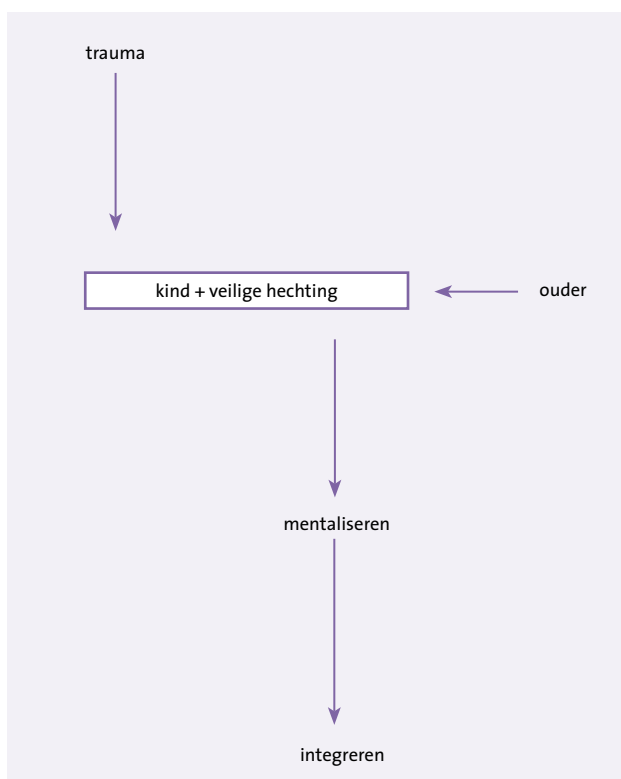 trauma
kind + veilige hechting
ouder
mentaliseren
integreren